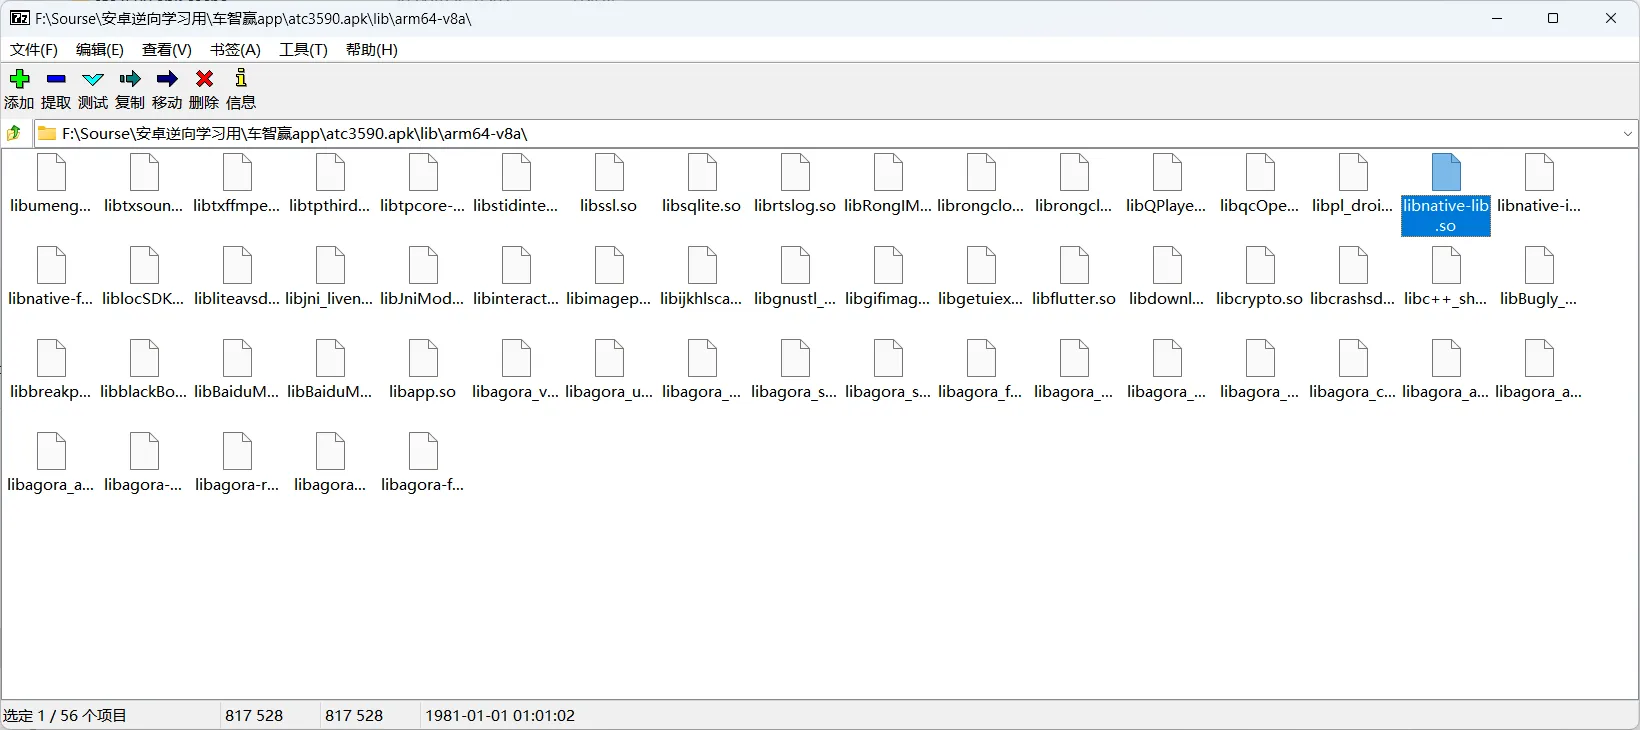 F:\Sourse\安卓逆向学习用\车智赢app\atc3590.apk\lib\arm64-v8a\
文件(F) 编辑(E) 查看(V) 书签(A) 工具(T) 帮助(H)
添加 提取 测试 复制 移动 删除 信息
F:\Sourse\安卓逆向学习用\车智赢app\atc3590.apk\lib\arm64-v8a\
libumeng... libtxsoun... libtxffmpe... libtpthird... libtpcore-... libstidinte... libssl.so libsqlite.so librtslog.so libRongIM... librongclo... librongcl... libQPlaye... libqcOpe... libpl_droi... libnative-lib libnative-i...
.so
libnative-f... liblocSDK... libliteavsd... libjni_liven... libJniMod... libinteract... libimagep... libijkhlsca... libgnustl_... libgifimag... libgetuiex... libflutter.so libdownl... libcrypto.so libcrashsd... libc++_sh... libBugly_...
libbreakp... libblackBo... libBaiduM... libBaiduM... libapp.so libagora_v... libagora_u... libagora_... libagora_s... libagora_s... libagora_f... libagora_... libagora_... libagora_... libagora_c... libagora_a... libagora_a...
libagora_a... libagora-... libagora-r... libagora... libagora-f...
选定 1 / 56 个项目 817 528 817 528 1981-01-01 01:01:02